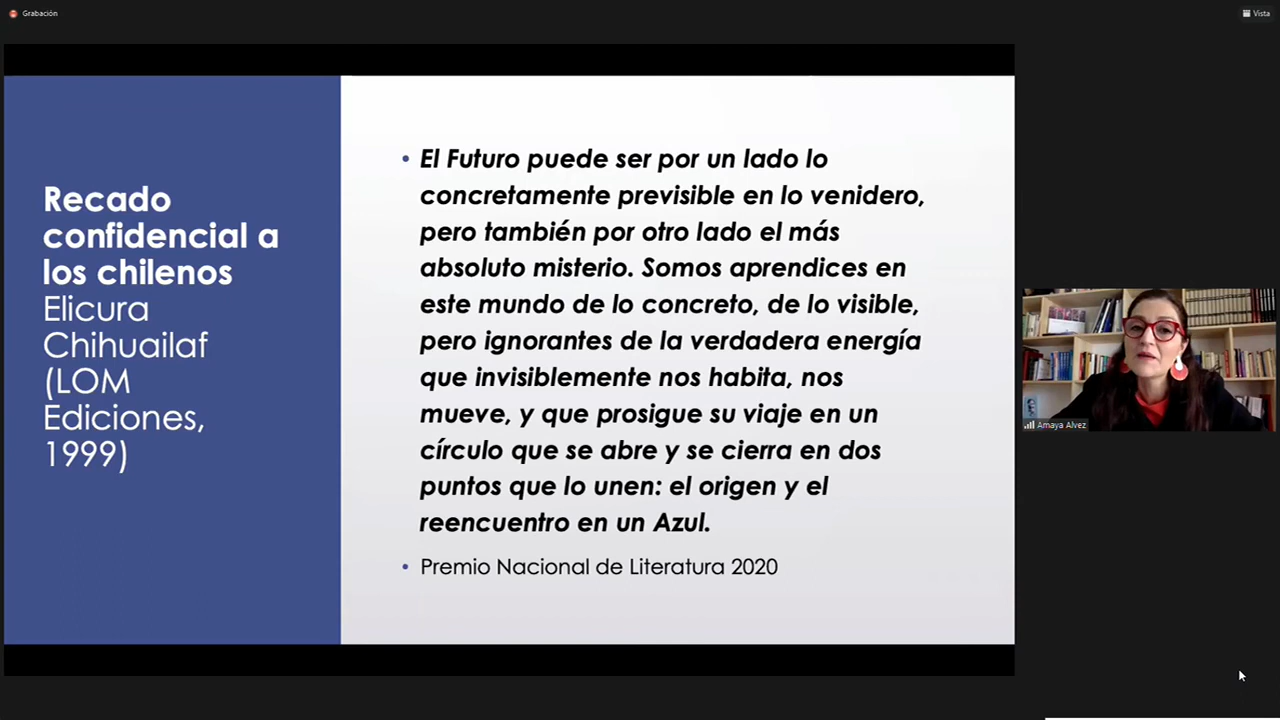 Grabación
Vista
Recado
confidencial a
los chilenos
Elicura
Chihuailaf
(LOM
Ediciones,
1999)
• El Futuro puede ser por un lado lo
concretamente previsible en lo venidero,
pero también por otro lado el más
absoluto misterio. Somos aprendices en
este mundo de lo concreto, de lo visible,
pero ignorantes de la verdadera energía
que invisiblemente nos habita, nos
mueve, y que prosigue su viaje en un
círculo que se abre y se cierra en dos
puntos que lo unen: el origen y el
reencuentro en un Azul.
• Premio Nacional de Literatura 2020
Amaya Alvez